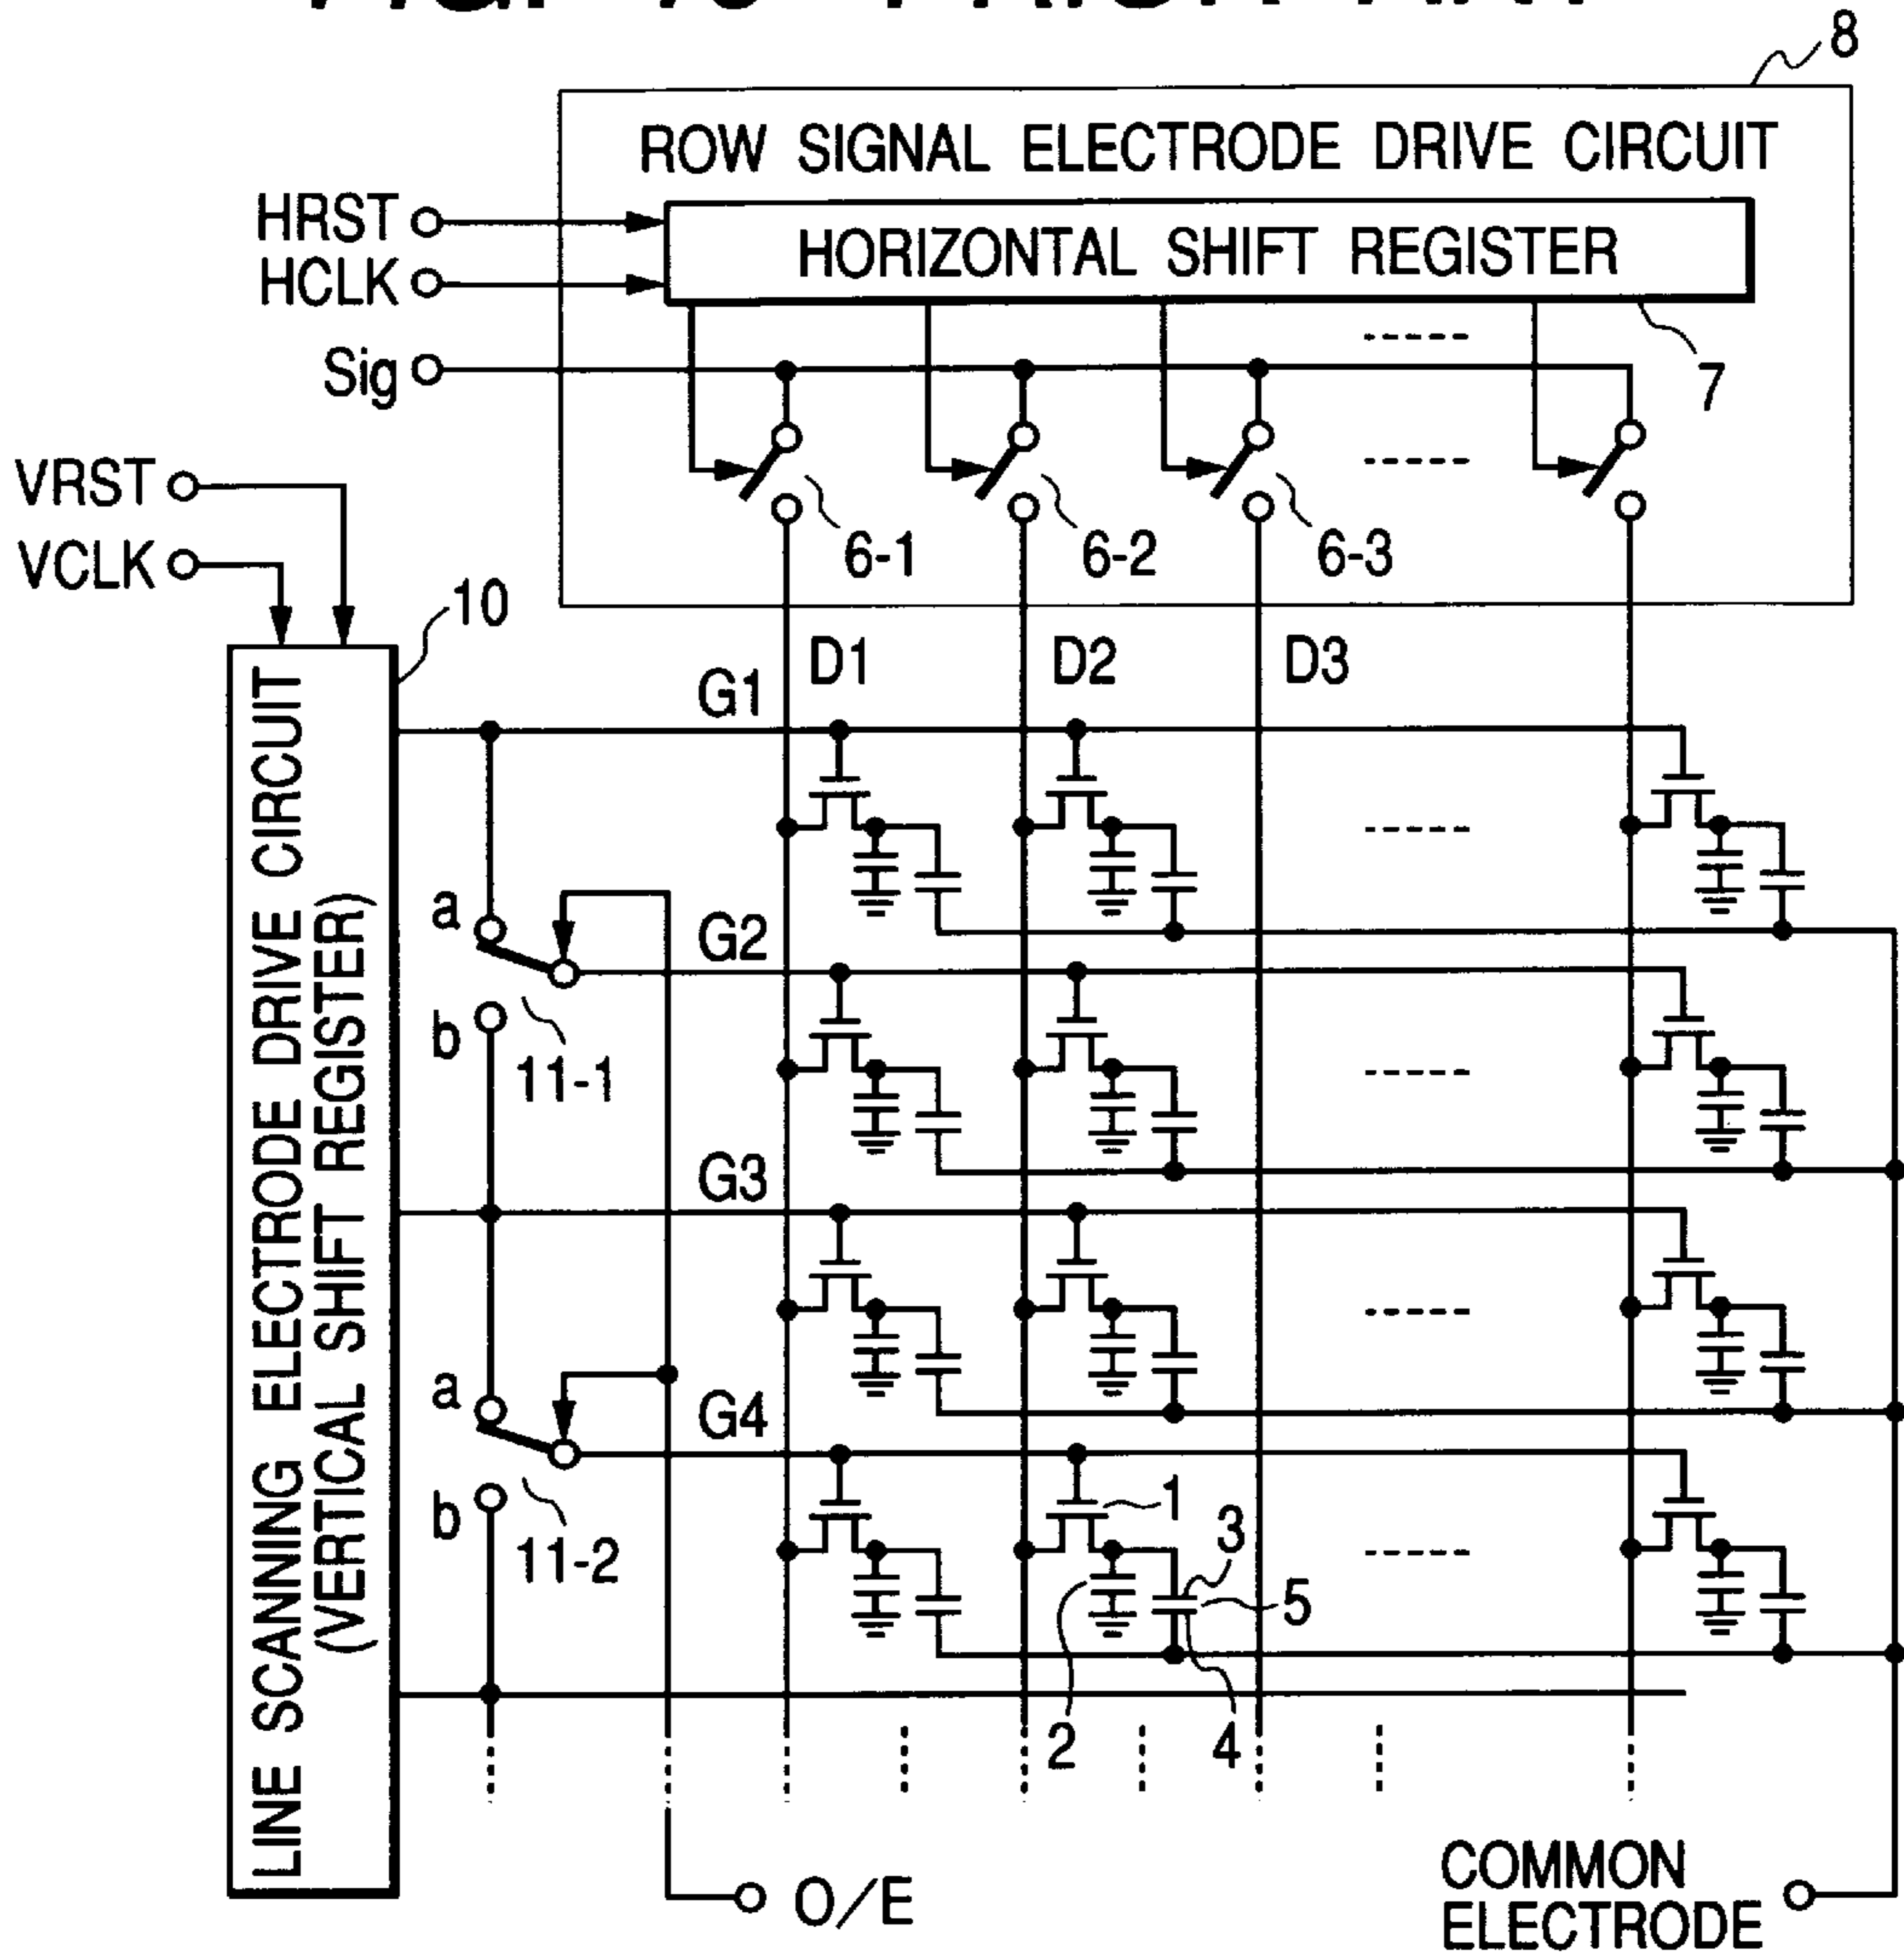 8
ROW SIGNAL ELECTRODE DRIVE CIRCUIT
HRST
HORIZONTAL SHIFT REGISTER
HCLK
Sig
7
VRST
6-1
6-2
6-3
VCLK
10
D1
D2
D3
G1
LINE SCANNING ELECTRODE DRIVE CIRCUIT
(VERTICAL SHIFT REGISTER)
a
G2
b
11-1
G3
a
G4
b
11-2
1
3
5
2
4
O/E
COMMON
ELECTRODE